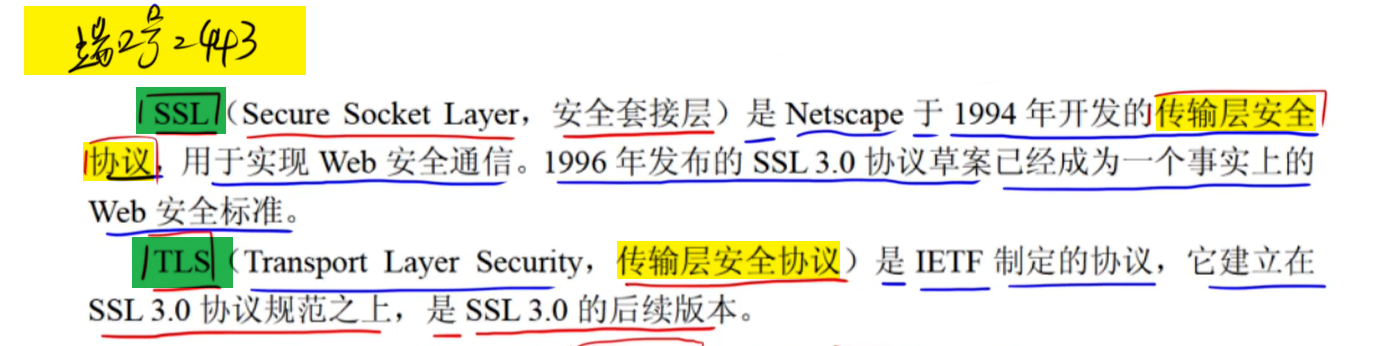 端口号=443
SSL（Secure Socket Layer，安全套接层）是 Netscape 于 1994 年开发的传输层安全
协议，用于实现 Web 安全通信。1996 年发布的 SSL 3.0 协议草案已经成为一个事实上的
Web 安全标准。
TLS（Transport Layer Security，传输层安全协议）是 IETF 制定的协议，它建立在
SSL 3.0 协议规范之上，是 SSL 3.0 的后续版本。